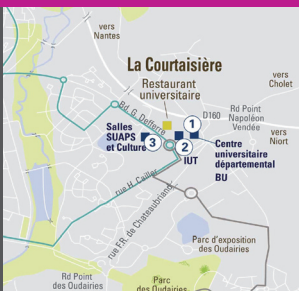 vers
Nantes
La Courtaisière
Restaurant
universitaire
vers
Cholet
Bd. G. Defferre
D160
Rd Point
Napoléon
Vendée
1
Salles
SUAPS
et Culture
3
2
IUT
vers
Niort
Centre
universitaire
départemental
BU
rue H. Caillet
rue F.R. de Chateaubriand
Parc d'exposition
des Oudairies
Rd Point
des Oudairies
Parc
des Oudairies